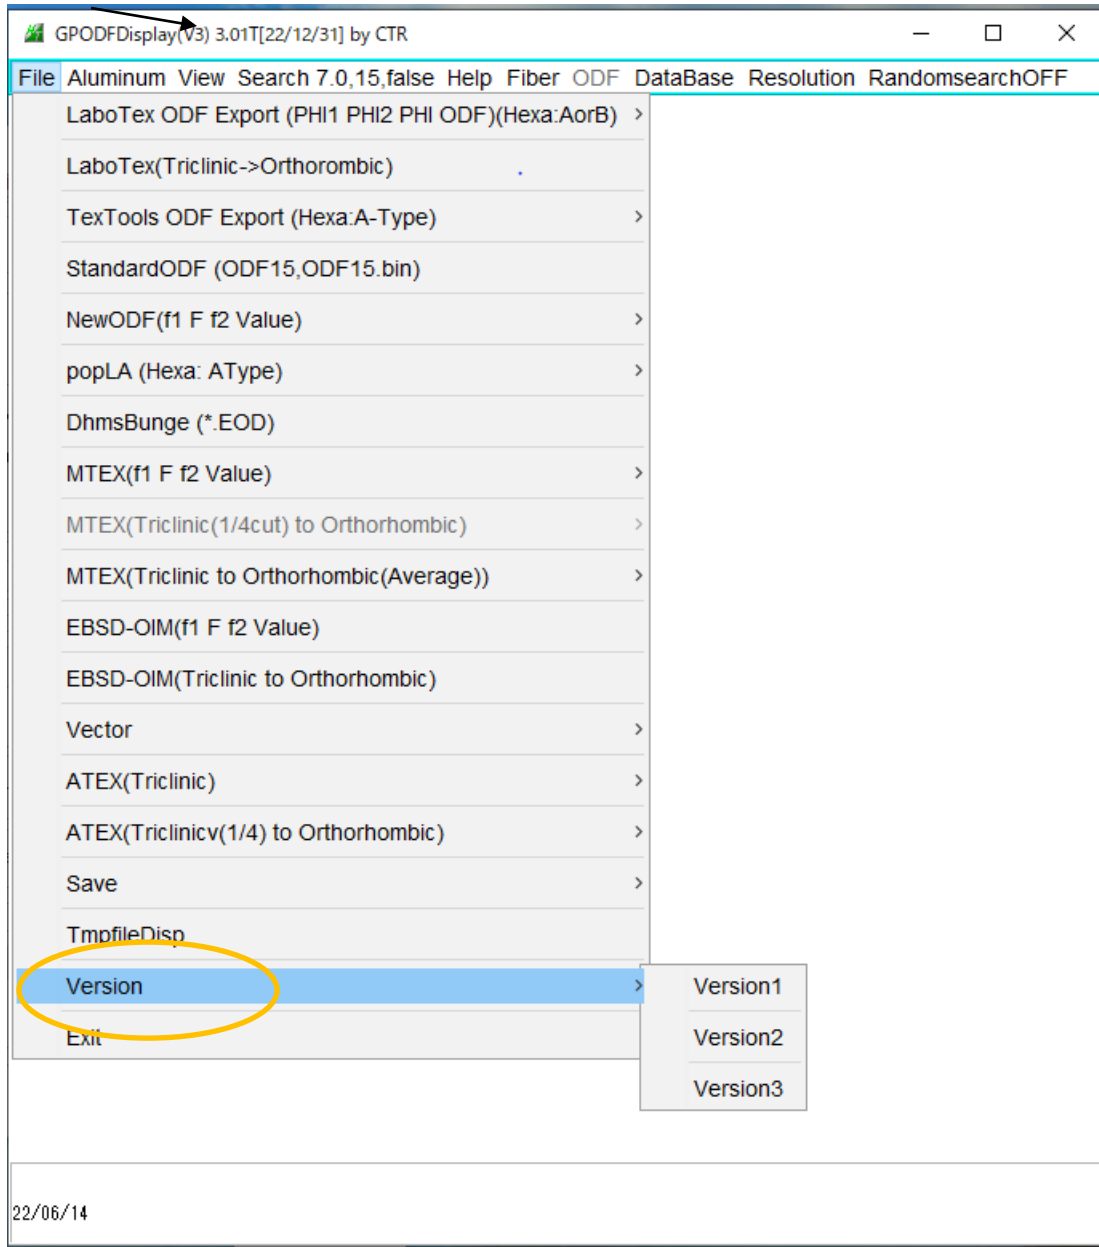 GPODFDisplay(V3) 3.01T[22/12/31] by CTR
File Aluminum View Search 7.0,15,false Help Fiber ODF DataBase Resolution RandomsearchOFF
LaboTex ODF Export (PHI1 PHI2 PHI ODF)(Hexa:AorB)
LaboTex(Triclinic->Orthorombic)
TexTools ODF Export (Hexa:A-Type)
StandardODF (ODF15,ODF15.bin)
NewODF(f1 F f2 Value)
popLA (Hexa: AType)
DhmsBunge (*.EOD)
MTEX(f1 F f2 Value)
MTEX(Triclinic(1/4cut) to Orthorhombic)
MTEX(Triclinic to Orthorhombic(Average))
EBSD-OIM(f1 F f2 Value)
EBSD-OIM(Triclinic to Orthorhombic)
Vector
ATEX(Triclinic)
ATEX(Triclinicv(1/4) to Orthorhombic)
Save
TmpfileDisp
Version
Version1
Exit
Version2
Version3
22/06/14